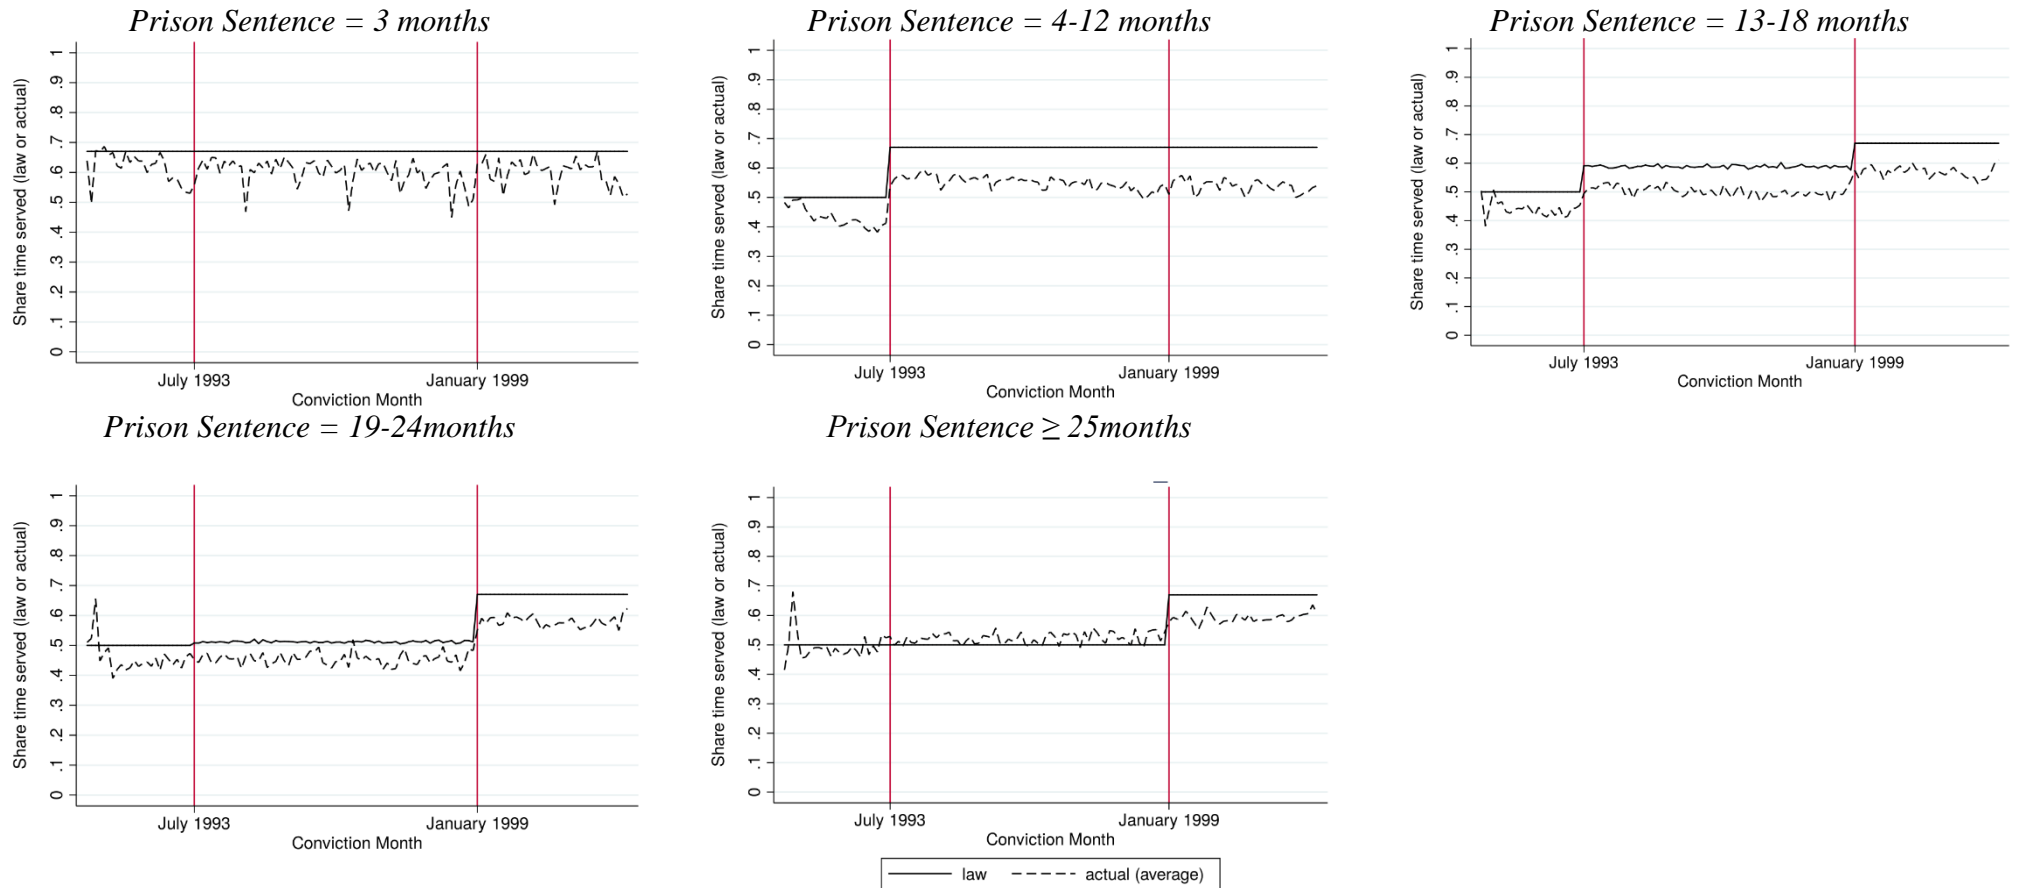 Prison Sentence = 3 months
Share time served (law or actual)
1
.9
.8
.7
.6
.5
.4
.3
.2
.1
0
July 1993
January 1999
Conviction Month
Prison Sentence = 4-12 months
Share time served (law or actual)
1
.9
.8
.7
.6
.5
.4
.3
.2
.1
0
July 1993
January 1999
Conviction Month
Prison Sentence = 13-18 months
Share time served (law or actual)
1
.9
.8
.7
.6
.5
.4
.3
.2
.1
0
July 1993
January 1999
Conviction Month
Prison Sentence = 19-24months
Share time served (law or actual)
1
.9
.8
.7
.6
.5
.4
.3
.2
.1
0
July 1993
January 1999
Conviction Month
Prison Sentence ≥ 25months
Share time served (law or actual)
1
.9
.8
.7
.6
.5
.4
.3
.2
.1
0
July 1993
January 1999
Conviction Month
law
actual (average)